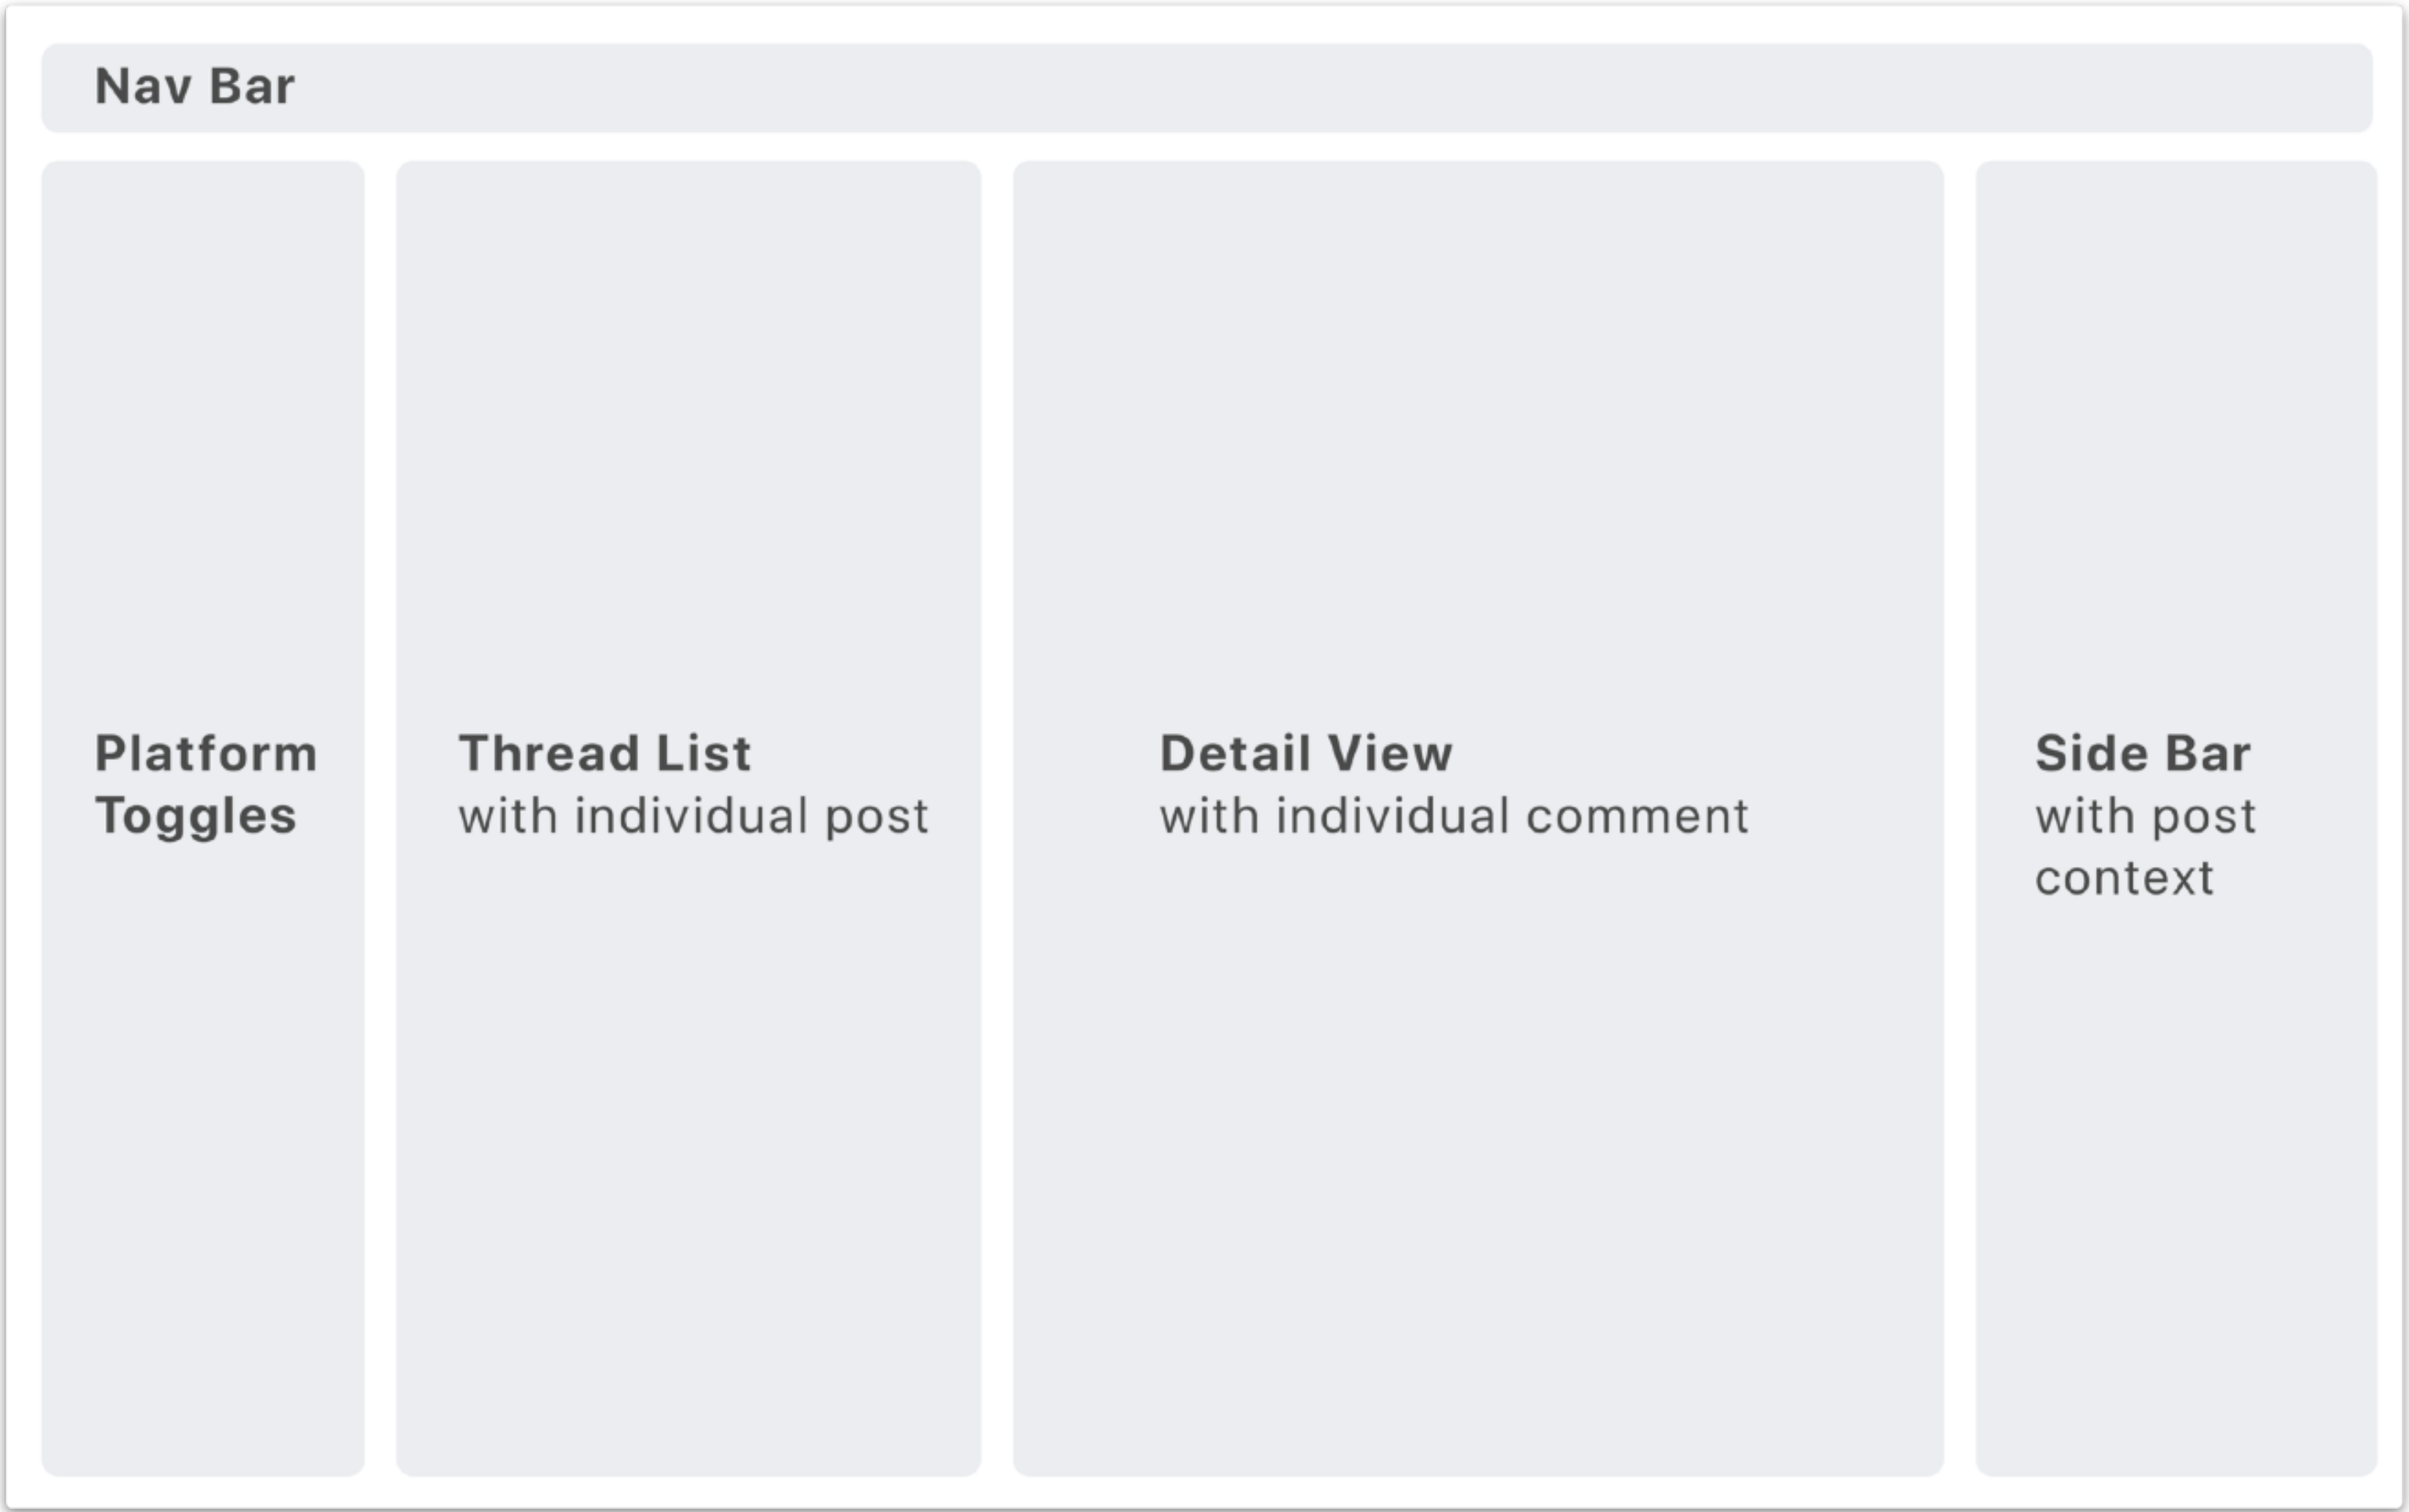 Nav Bar
Platform
Toggles
Thread List
with individual post
Detail View
with individual comment
Side Bar
with post
context